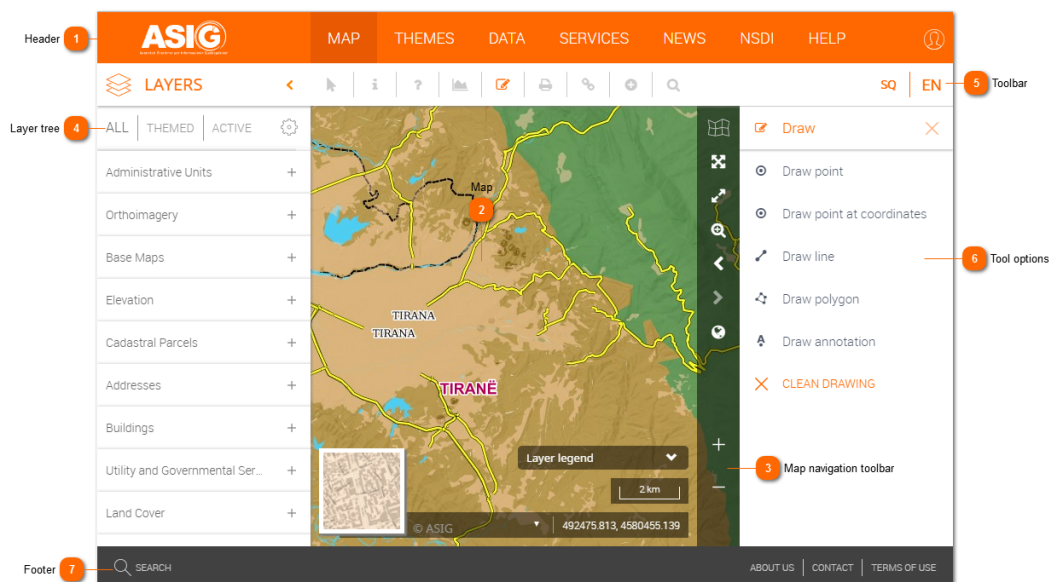 Header 1
ASIG
MAP THEMES DATA SERVICES NEWS NSDI HELP
LAYERS
i ?
SQ EN
5 Toolbar
Layer tree 4
ALL THEMED ACTIVE
Administrative Units +
Orthoimagery +
Base Maps +
Elevation +
Cadastral Parcels +
Addresses +
Buildings +
Utility and Governmental Ser... +
Land Cover +
Map
2
TIRANA
TIRANA
TIRANË
Layer legend
2 km
© ASIG
492475.813, 4580455.139
3 Map navigation toolbar
Draw
Draw point
Draw point at coordinates
Draw line
Draw polygon
A Draw annotation
CLEAN DRAWING
6 Tool options
Footer 7
SEARCH
ABOUT US CONTACT TERMS OF USE